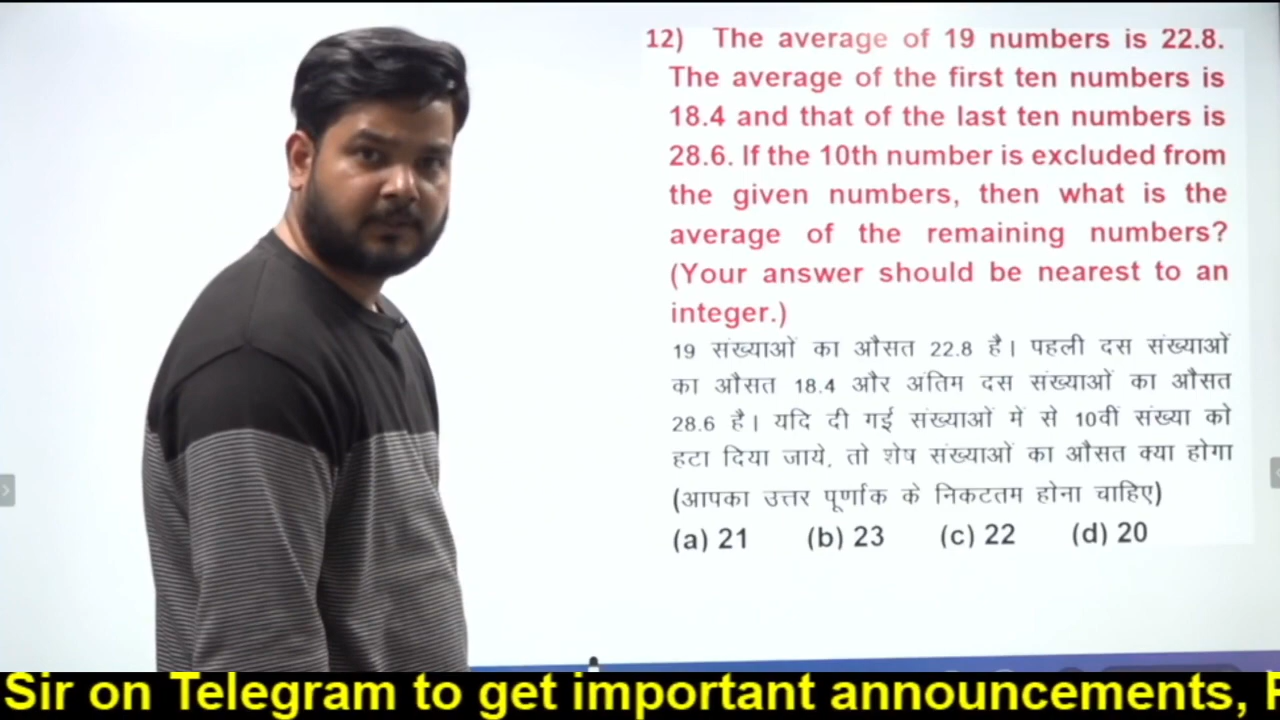 12) The average of 19 numbers is 22.8.
The average of the first ten numbers is
18.4 and that of the last ten numbers is
28.6. If the 10th number is excluded from
the given numbers, then what is the
average of the remaining numbers?
(Your answer should be nearest to an
integer.)
19 संख्याओं का औसत 22.8 है। पहली दस संख्याओं
का औसत 18.4 और अंतिम दस संख्याओं का औसत
28.6 है। यदि दी गई संख्याओं में से 10वीं संख्या को
हटा दिया जाये, तो शेष संख्याओं का औसत क्या होगा
(आपका उत्तर पूर्णांक के निकटतम होना चाहिए)
(a) 21 (b) 23 (c) 22 (d) 20
Sir on Telegram to get important announcements,